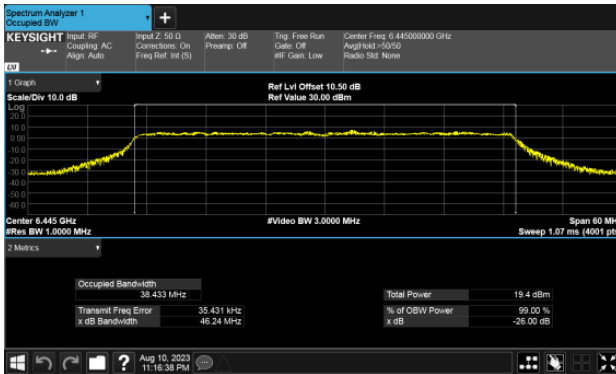 Spectrum Analyzer 1
Occupied BW
KEYSIGHT
Input: RF
Coupling: AC
Align: Auto
Input Z: 50 Ω
Corrections: On
Freq Ref: Int (S)
Atten: 30 dB
Preamp: Off
Trig: Free Run
Gate: Off
#IF Gain: Low
Center Freq: 6.445000000 GHz
Avg|Hold:>50/50
Radio Std: None
LXI
1 Graph
Scale/Div 10.0 dB
Ref Lvl Offset 10.50 dB
Ref Value 30.00 dBm
Log
20.0
10.0
0.00
-10.0
-20.0
-30.0
-40.0
-50.0
-60.0
Center 6.445 GHz
#Res BW 1.0000 MHz
#Video BW 3.0000 MHz
Span 60 MH
Sweep 1.07 ms (4001 pts
2 Metrics
Occupied Bandwidth
38.433 MHz
Transmit Freq Error 35.431 kHz
x dB Bandwidth 46.24 MHz
Total Power 19.4 dBm
% of OBW Power 99.00 %
x dB -26.00 dB
?
Aug 10, 2023
11:16:38 PM